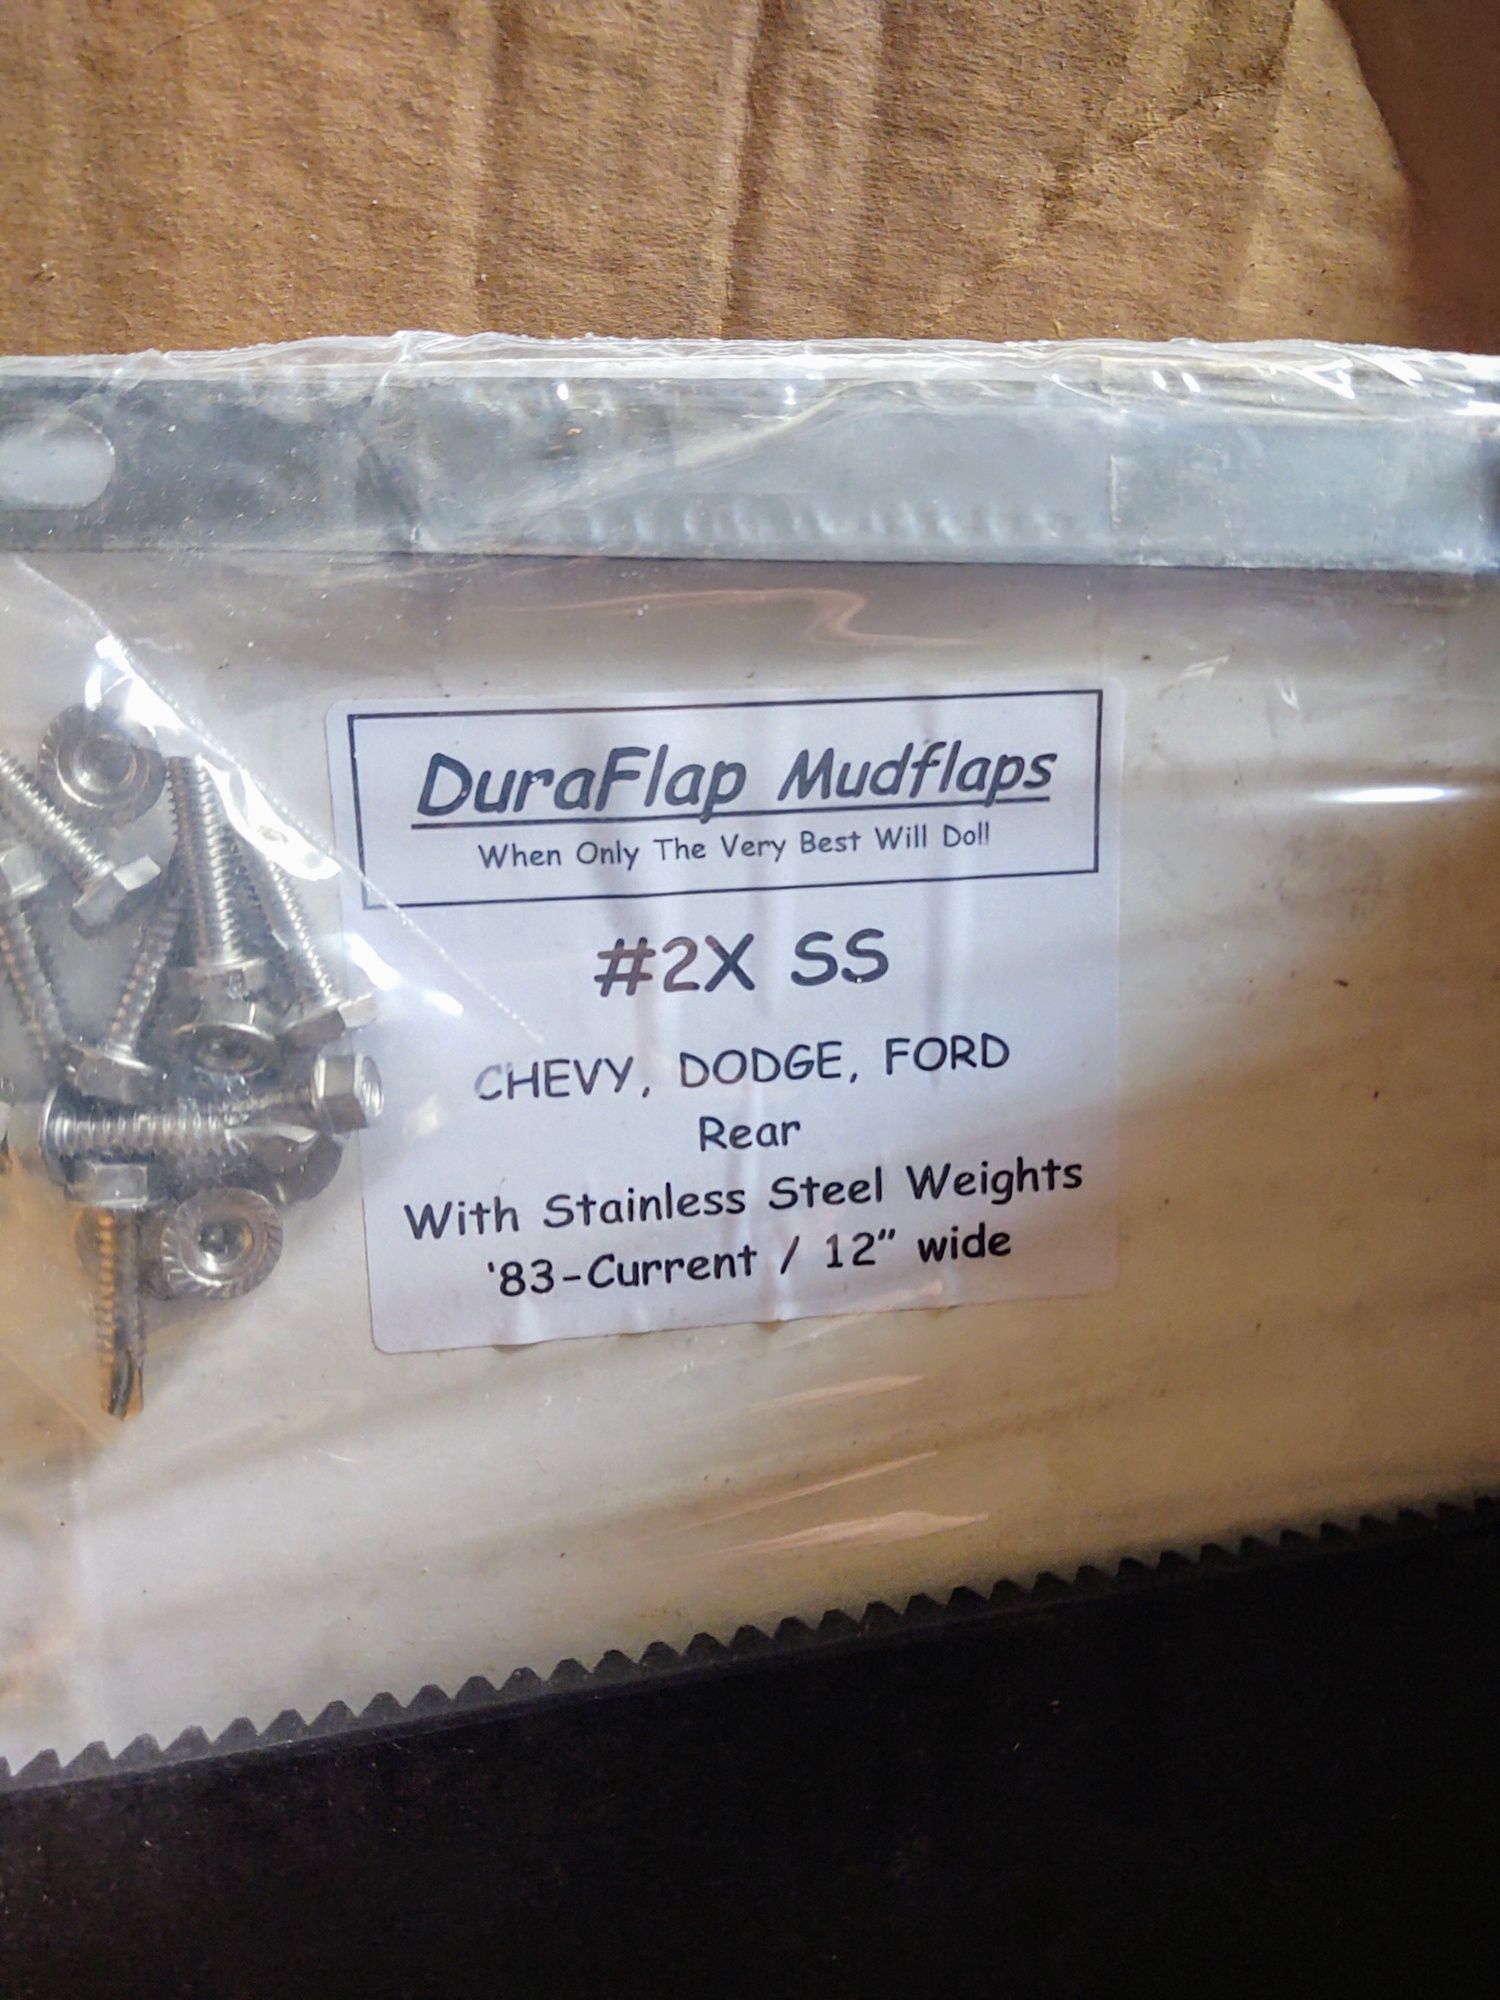 DuraFlap Mudflaps
When Only The Very Best Will Do!!
#2X SS
CHEVY, DODGE, FORD
Rear
With Stainless Steel Weights
'83-Current / 12" wide